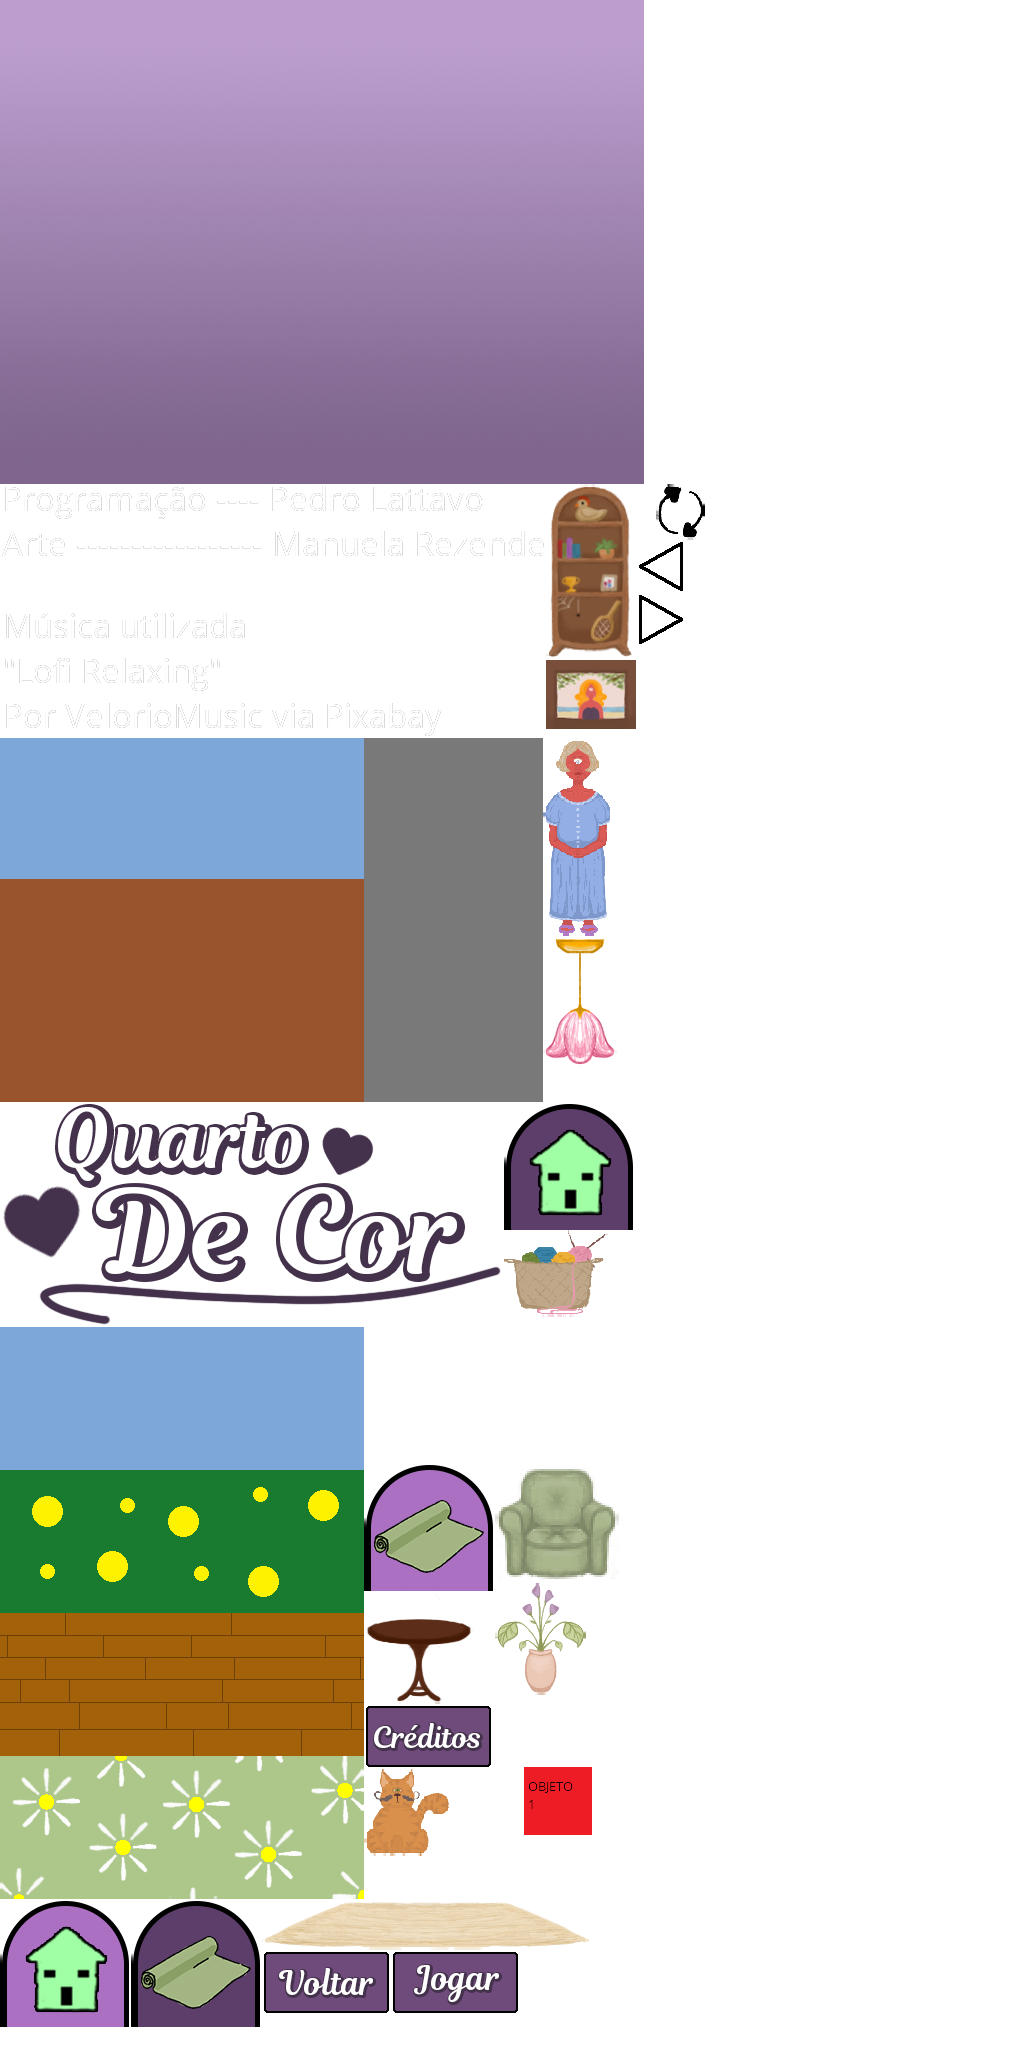 Programação ---- Pedro Lattavo
Arte ----------------- Manuela Rezende
Música utilizada
"Lofi Relaxing"
Por VelorioMusic via Pixabay
Quarto
De Cor
Créditos
OBJETO
1
Voltar
Jogar